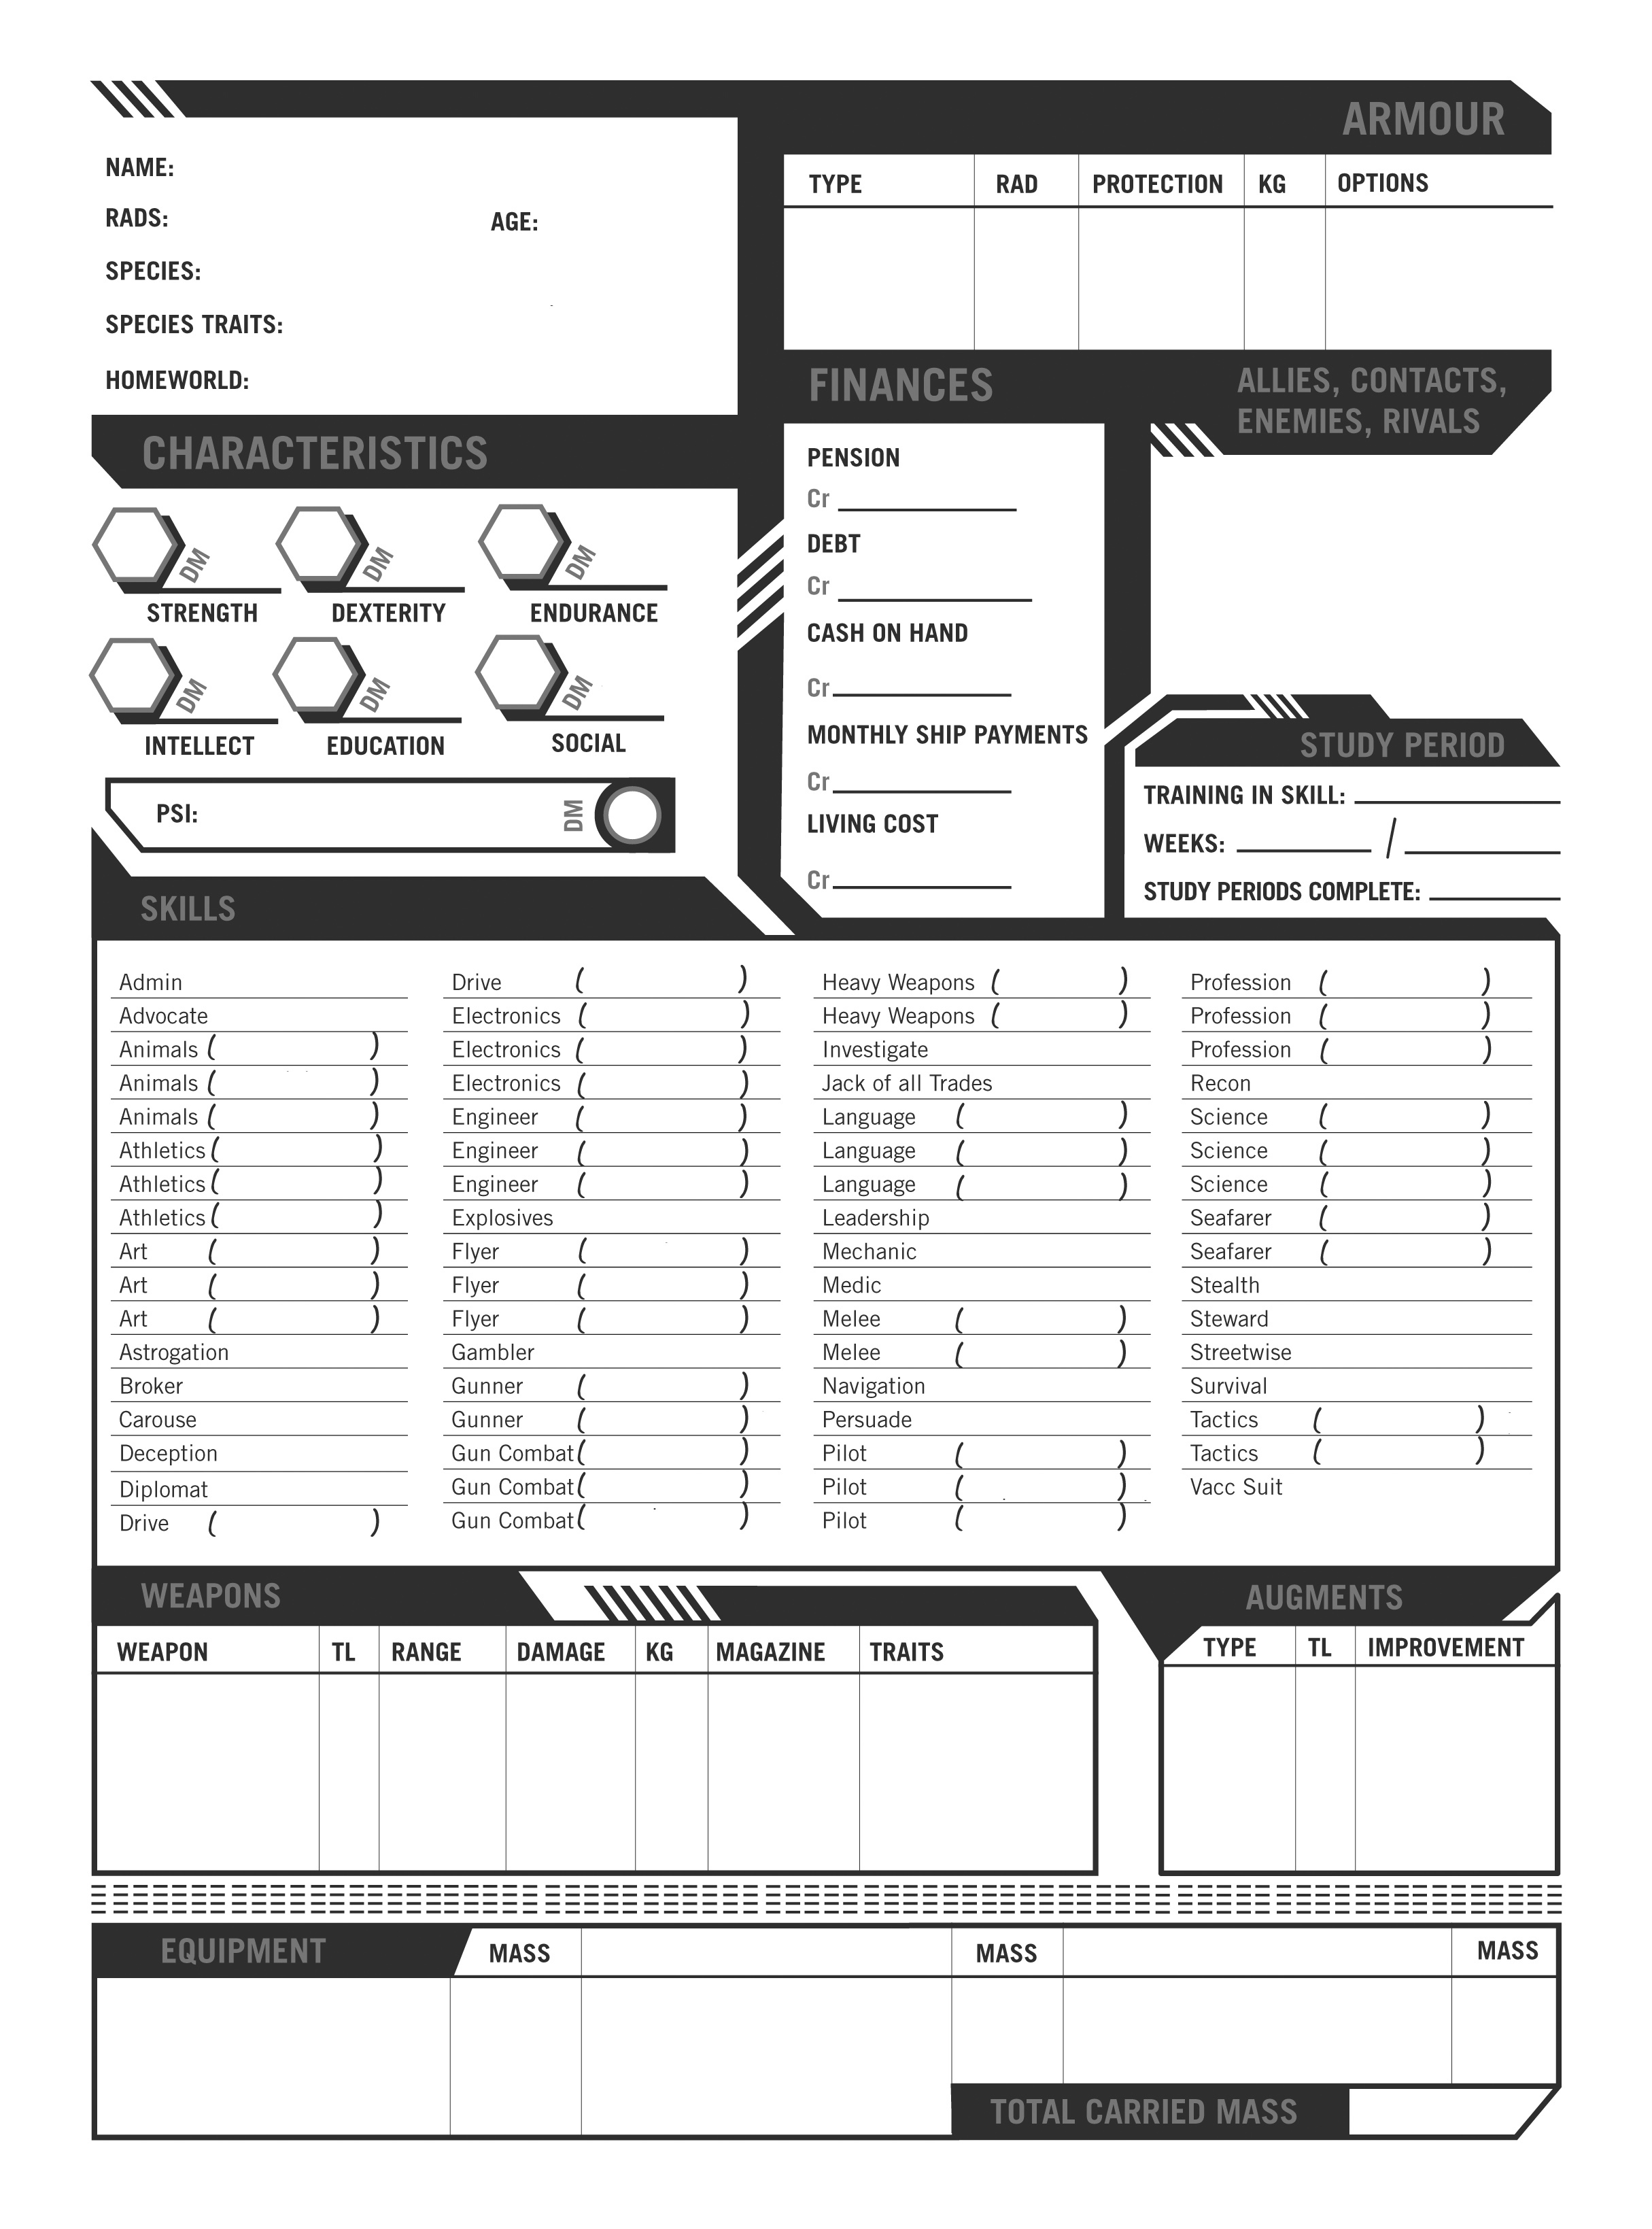 NAME:
RADS:
AGE:
SPECIES:
SPECIES TRAITS:
HOMEWORLD:
ARMOUR
TYPE RAD PROTECTION KG OPTIONS
CHARACTERISTICS
DM DM DM
STRENGTH DEXTERITY ENDURANCE
DM DM DM
INTELLECT EDUCATION SOCIAL
PSI: DM
FINANCES
PENSION
Cr
DEBT
Cr
CASH ON HAND
Cr
MONTHLY SHIP PAYMENTS
Cr
LIVING COST
Cr
ALLIES, CONTACTS,
ENEMIES, RIVALS
STUDY PERIOD
TRAINING IN SKILL:
WEEKS: /
STUDY PERIODS COMPLETE:
SKILLS
Admin
Advocate
Animals ( )
Animals ( )
Animals ( )
Athletics ( )
Athletics ( )
Athletics ( )
Art ( )
Art ( )
Art ( )
Astrogation
Broker
Carouse
Deception
Diplomat
Drive ( )
Drive ( )
Electronics ( )
Electronics ( )
Electronics ( )
Engineer ( )
Engineer ( )
Engineer ( )
Explosives
Flyer ( )
Flyer ( )
Flyer ( )
Gambler
Gunner ( )
Gunner ( )
Gun Combat ( )
Gun Combat ( )
Gun Combat ( )
Heavy Weapons ( )
Heavy Weapons ( )
Investigate
Jack of all Trades
Language ( )
Language ( )
Language ( )
Leadership
Mechanic
Medic
Melee ( )
Melee ( )
Navigation
Persuade
Pilot ( )
Pilot ( )
Pilot ( )
Profession ( )
Profession ( )
Profession ( )
Recon
Science ( )
Science ( )
Science ( )
Seafarer ( )
Seafarer ( )
Stealth
Steward
Streetwise
Survival
Tactics ( )
Tactics ( )
Vacc Suit
WEAPONS
WEAPON TL RANGE DAMAGE KG MAGAZINE TRAITS
AUGMENTS
TYPE TL IMPROVEMENT
EQUIPMENT MASS MASS MASS
TOTAL CARRIED MASS